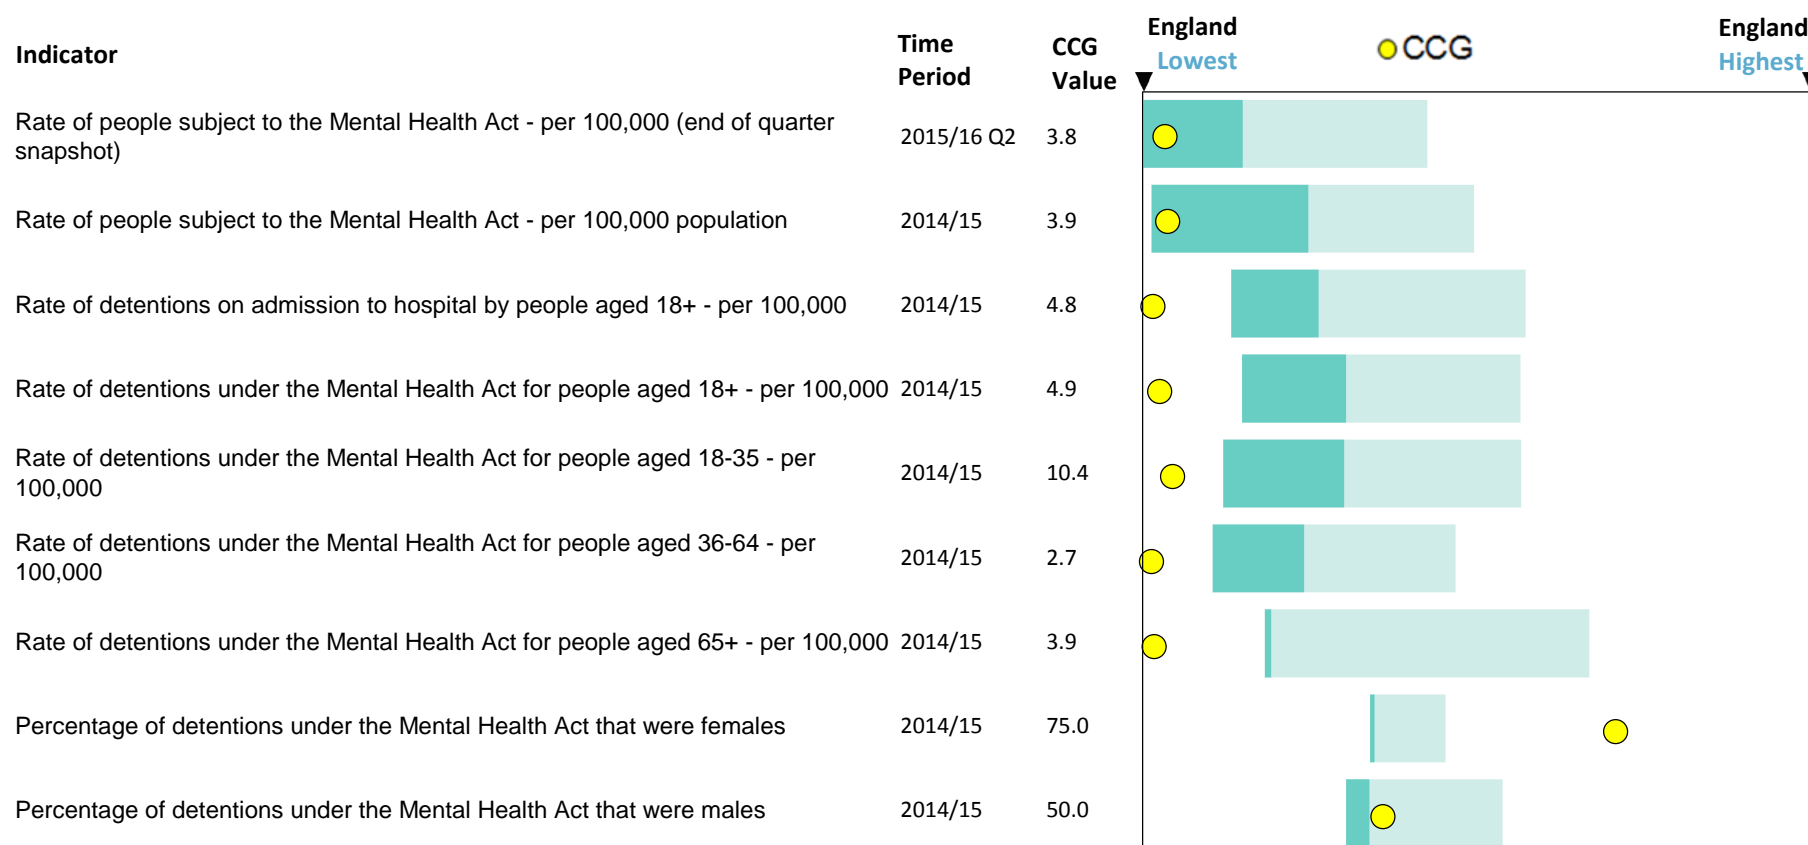 Indicator
Time
Period
CCG
Value
England
Lowest
CCG
England
Highest
Rate of people subject to the Mental Health Act - per 100,000 (end of quarter
snapshot)
2015/16 Q2
3.8
Rate of people subject to the Mental Health Act - per 100,000 population
2014/15
3.9
Rate of detentions on admission to hospital by people aged 18+ - per 100,000
2014/15
4.8
Rate of detentions under the Mental Health Act for people aged 18+ - per 100,000
2014/15
4.9
Rate of detentions under the Mental Health Act for people aged 18-35 - per
100,000
2014/15
10.4
Rate of detentions under the Mental Health Act for people aged 36-64 - per
100,000
2014/15
2.7
Rate of detentions under the Mental Health Act for people aged 65+ - per 100,000
2014/15
3.9
Percentage of detentions under the Mental Health Act that were females
2014/15
75.0
Percentage of detentions under the Mental Health Act that were males
2014/15
50.0